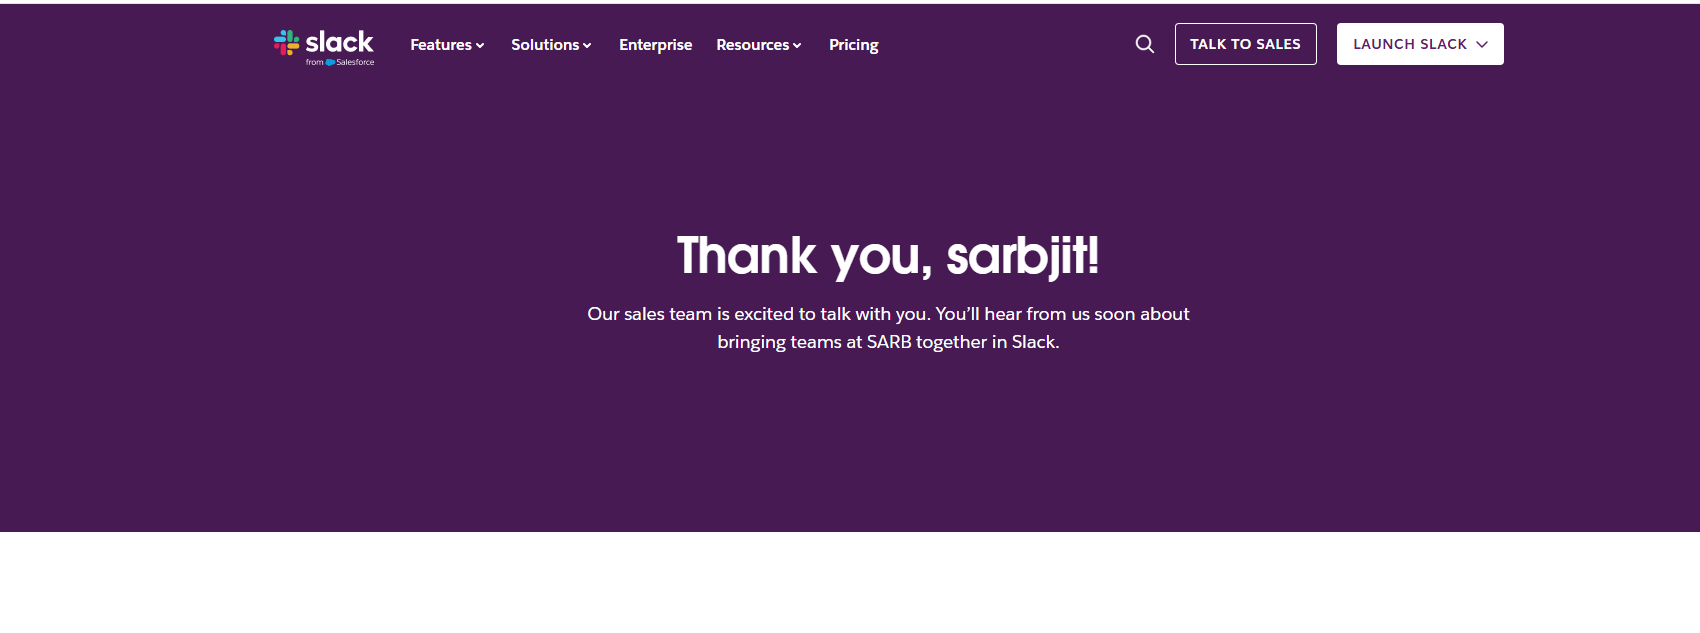 slack
from Salesforce
Features
Solutions
Enterprise
Resources
Pricing
TALK TO SALES
LAUNCH SLACK
Thank you, sarbjit!
Our sales team is excited to talk with you. You’ll hear from us soon about
bringing teams at SARB together in Slack.